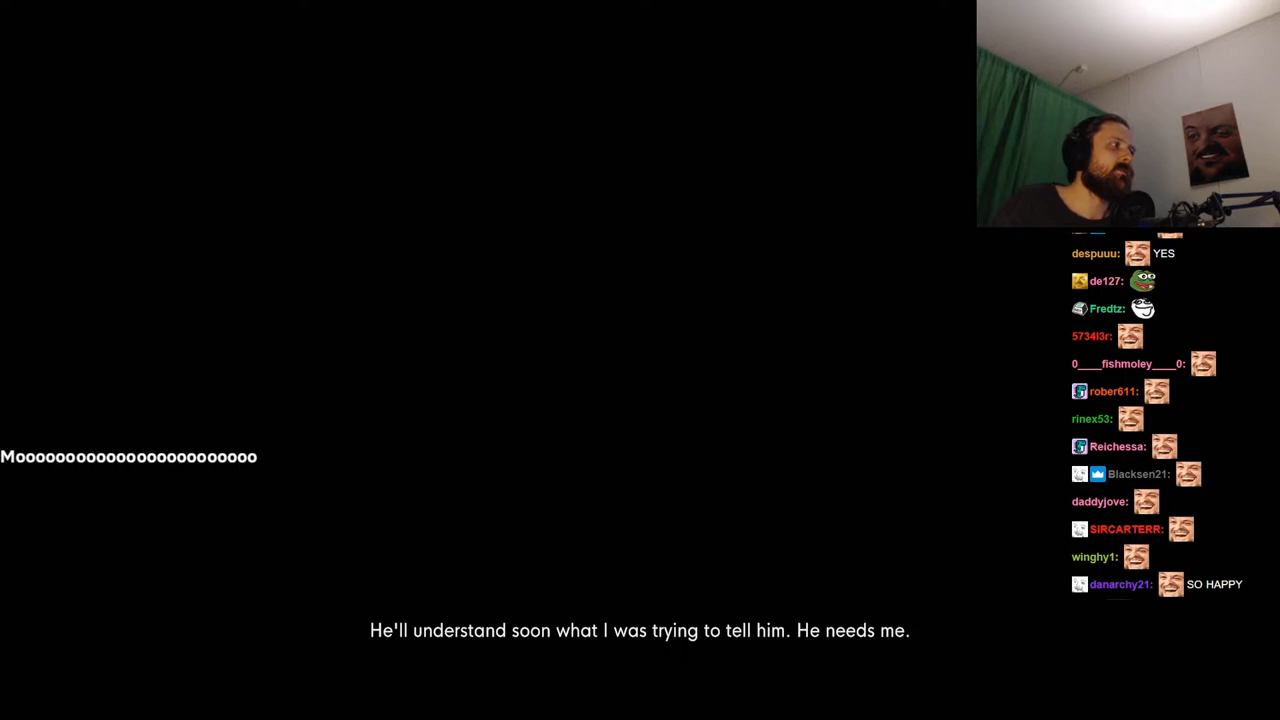 despuuu: YES
de127:
Fredtz:
5734l3r:
0____fishmoley____0:
rober611:
rinex53:
Reichessa:
Blacksen21:
daddyjove:
SIRCARTERR:
winghy1:
danarchy21: SO HAPPY
Moooooooooooooooooooooooo
He'll understand soon what I was trying to tell him. He needs me.